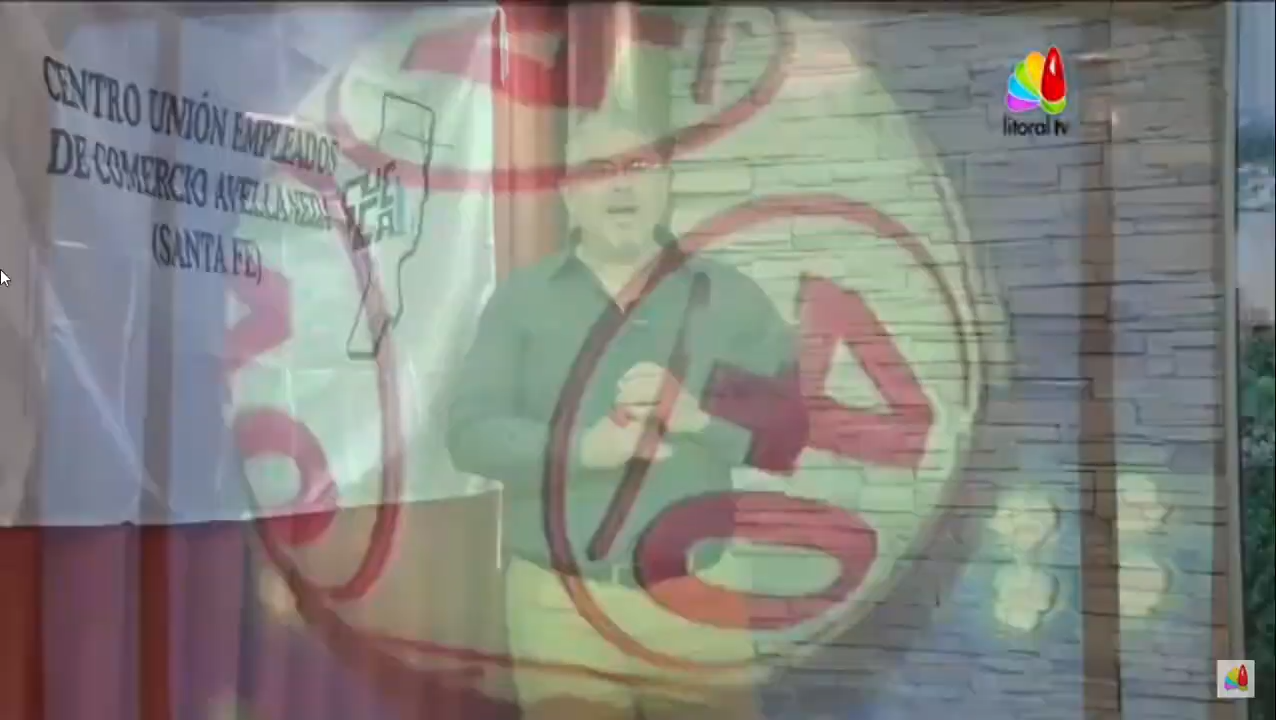 CENTRO UNIÓN EMPLEADOS
DE COMERCIO AVELLANEDA
(SANTA FE)
litoral tv